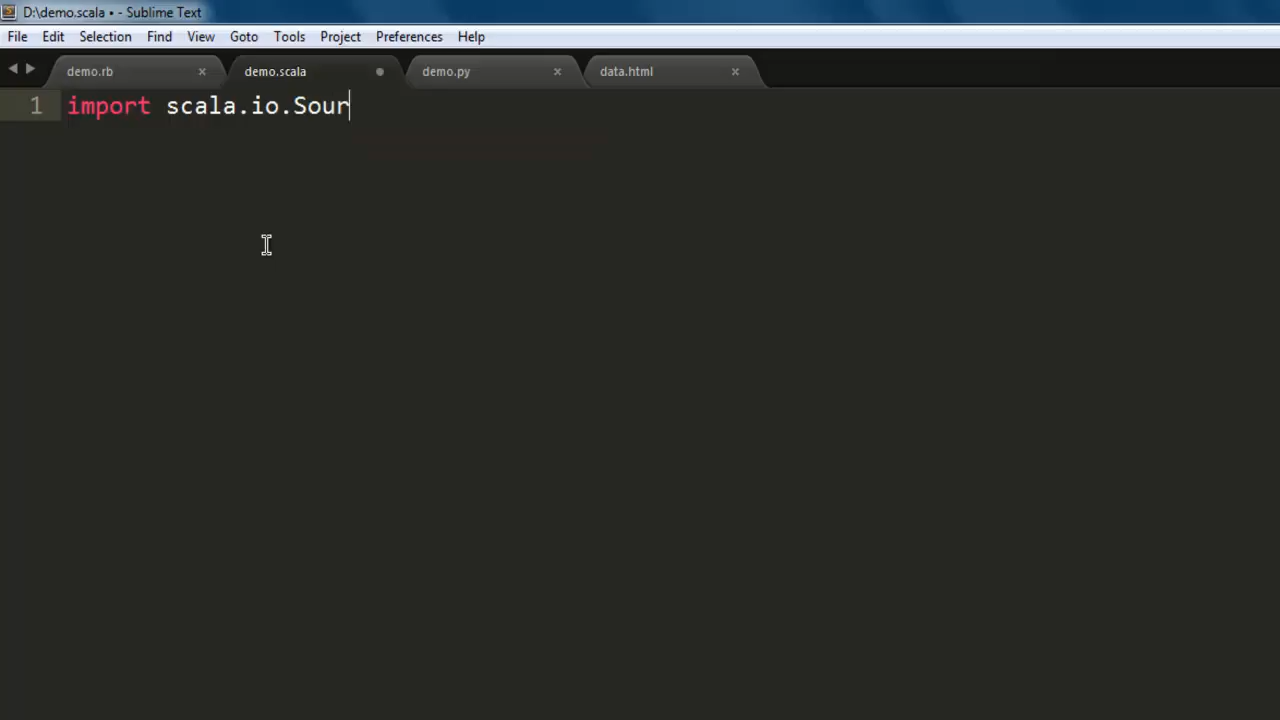 D:\demo.scala • - Sublime Text
File Edit Selection Find View Goto Tools Project Preferences Help
demo.rb demo.scala demo.py data.html
1 import scala.io.Sour